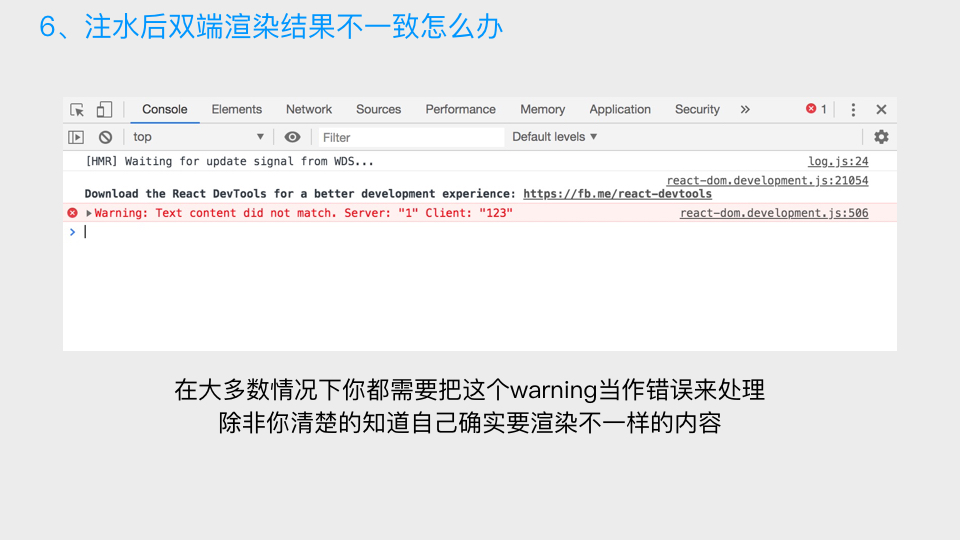 6、注水后双端渲染结果不一致怎么办
Console Elements Network Sources Performance Memory Application Security » 1
top Filter Default levels
[HMR] Waiting for update signal from WDS... log.js:24
react-dom.development.js:21054
Download the React DevTools for a better development experience: https://fb.me/react-devtools
Warning: Text content did not match. Server: "1" Client: "123" react-dom.development.js:506
在大多数情况下你都需要把这个warning当作错误来处理
除非你清楚的知道自己确实要渲染不一样的内容